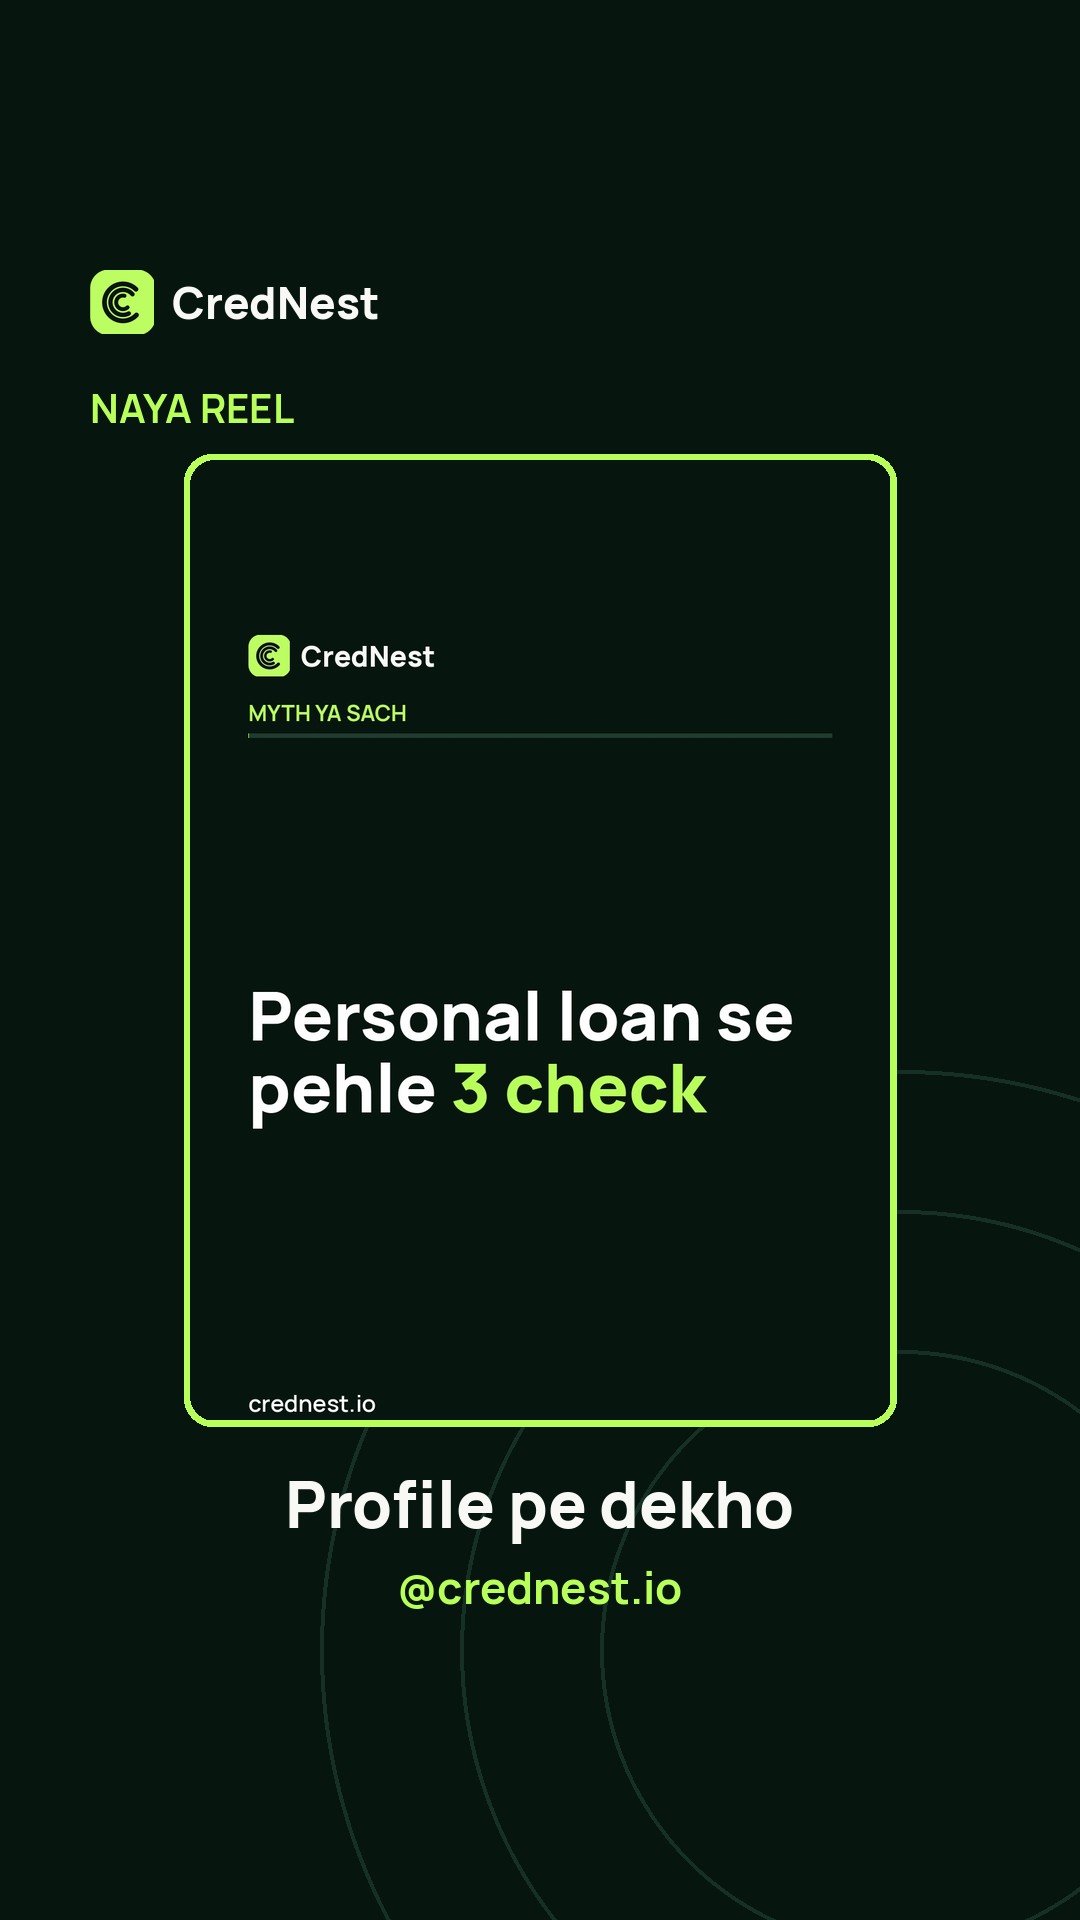 CredNest
NAYA REEL
CredNest
MYTH YA SACH
Personal loan se
pehle 3 check
crednest.io
Profile pe dekho
@crednest.io